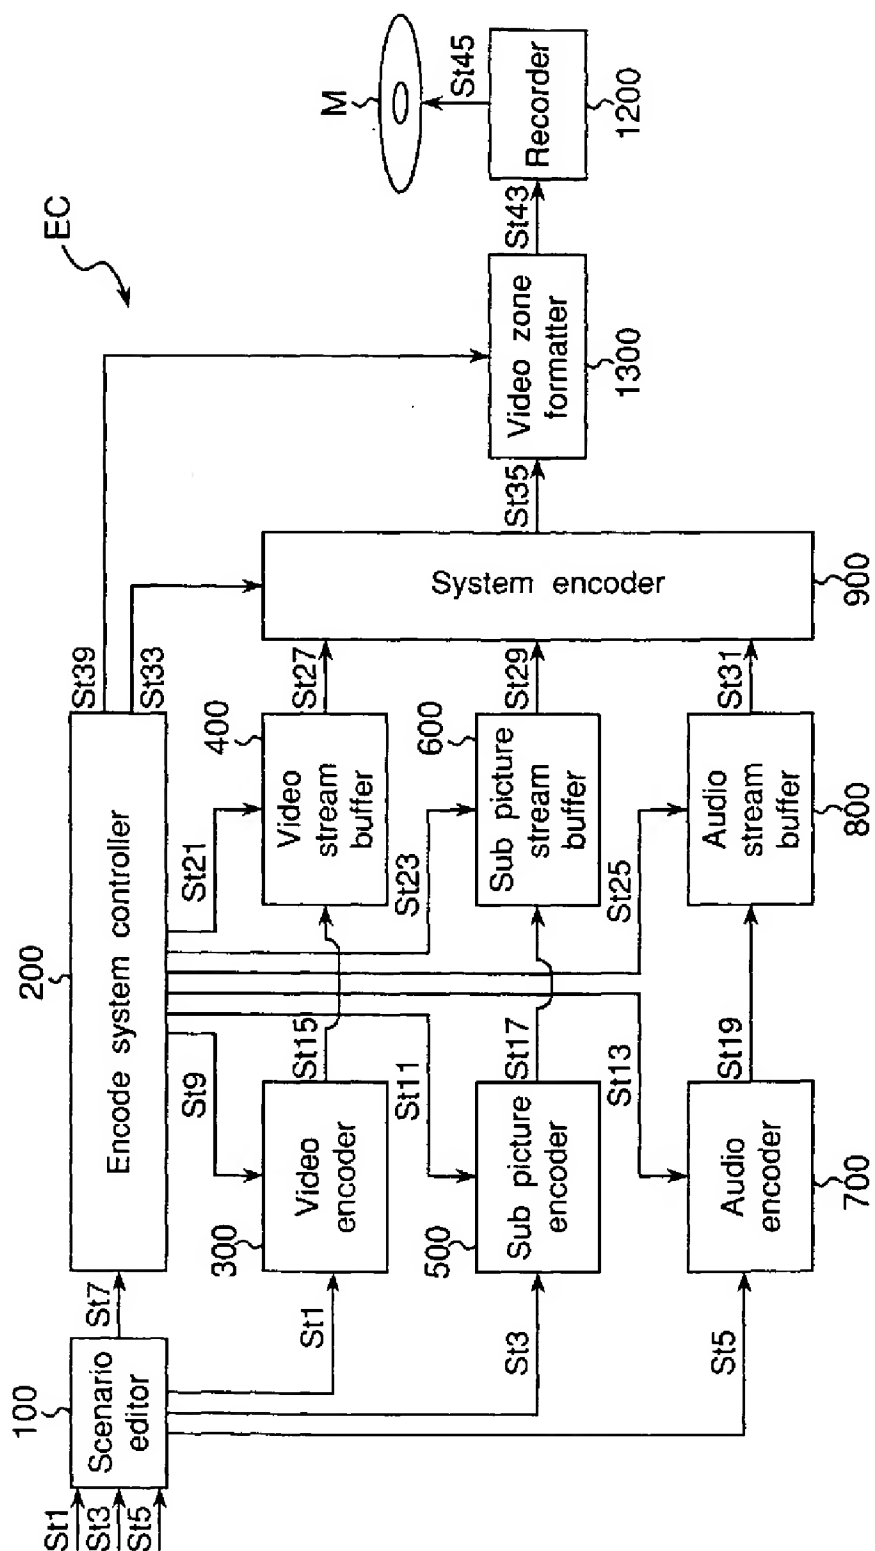 EC
100
Scenario
editor
St1
St3
St5
St7
200
Encode system controller
St39
St33
St9
St21
St1
300
Video
encoder
St15
400
Video
stream
buffer
St27
St11
St23
St3
500
Sub picture
encoder
St17
600
Sub picture
stream
buffer
St29
St13
St25
St5
Audio
encoder
700
St19
Audio
stream
buffer
800
St31
System encoder
900
St35
Video zone
formatter
1300
St43
Recorder
1200
St45
M